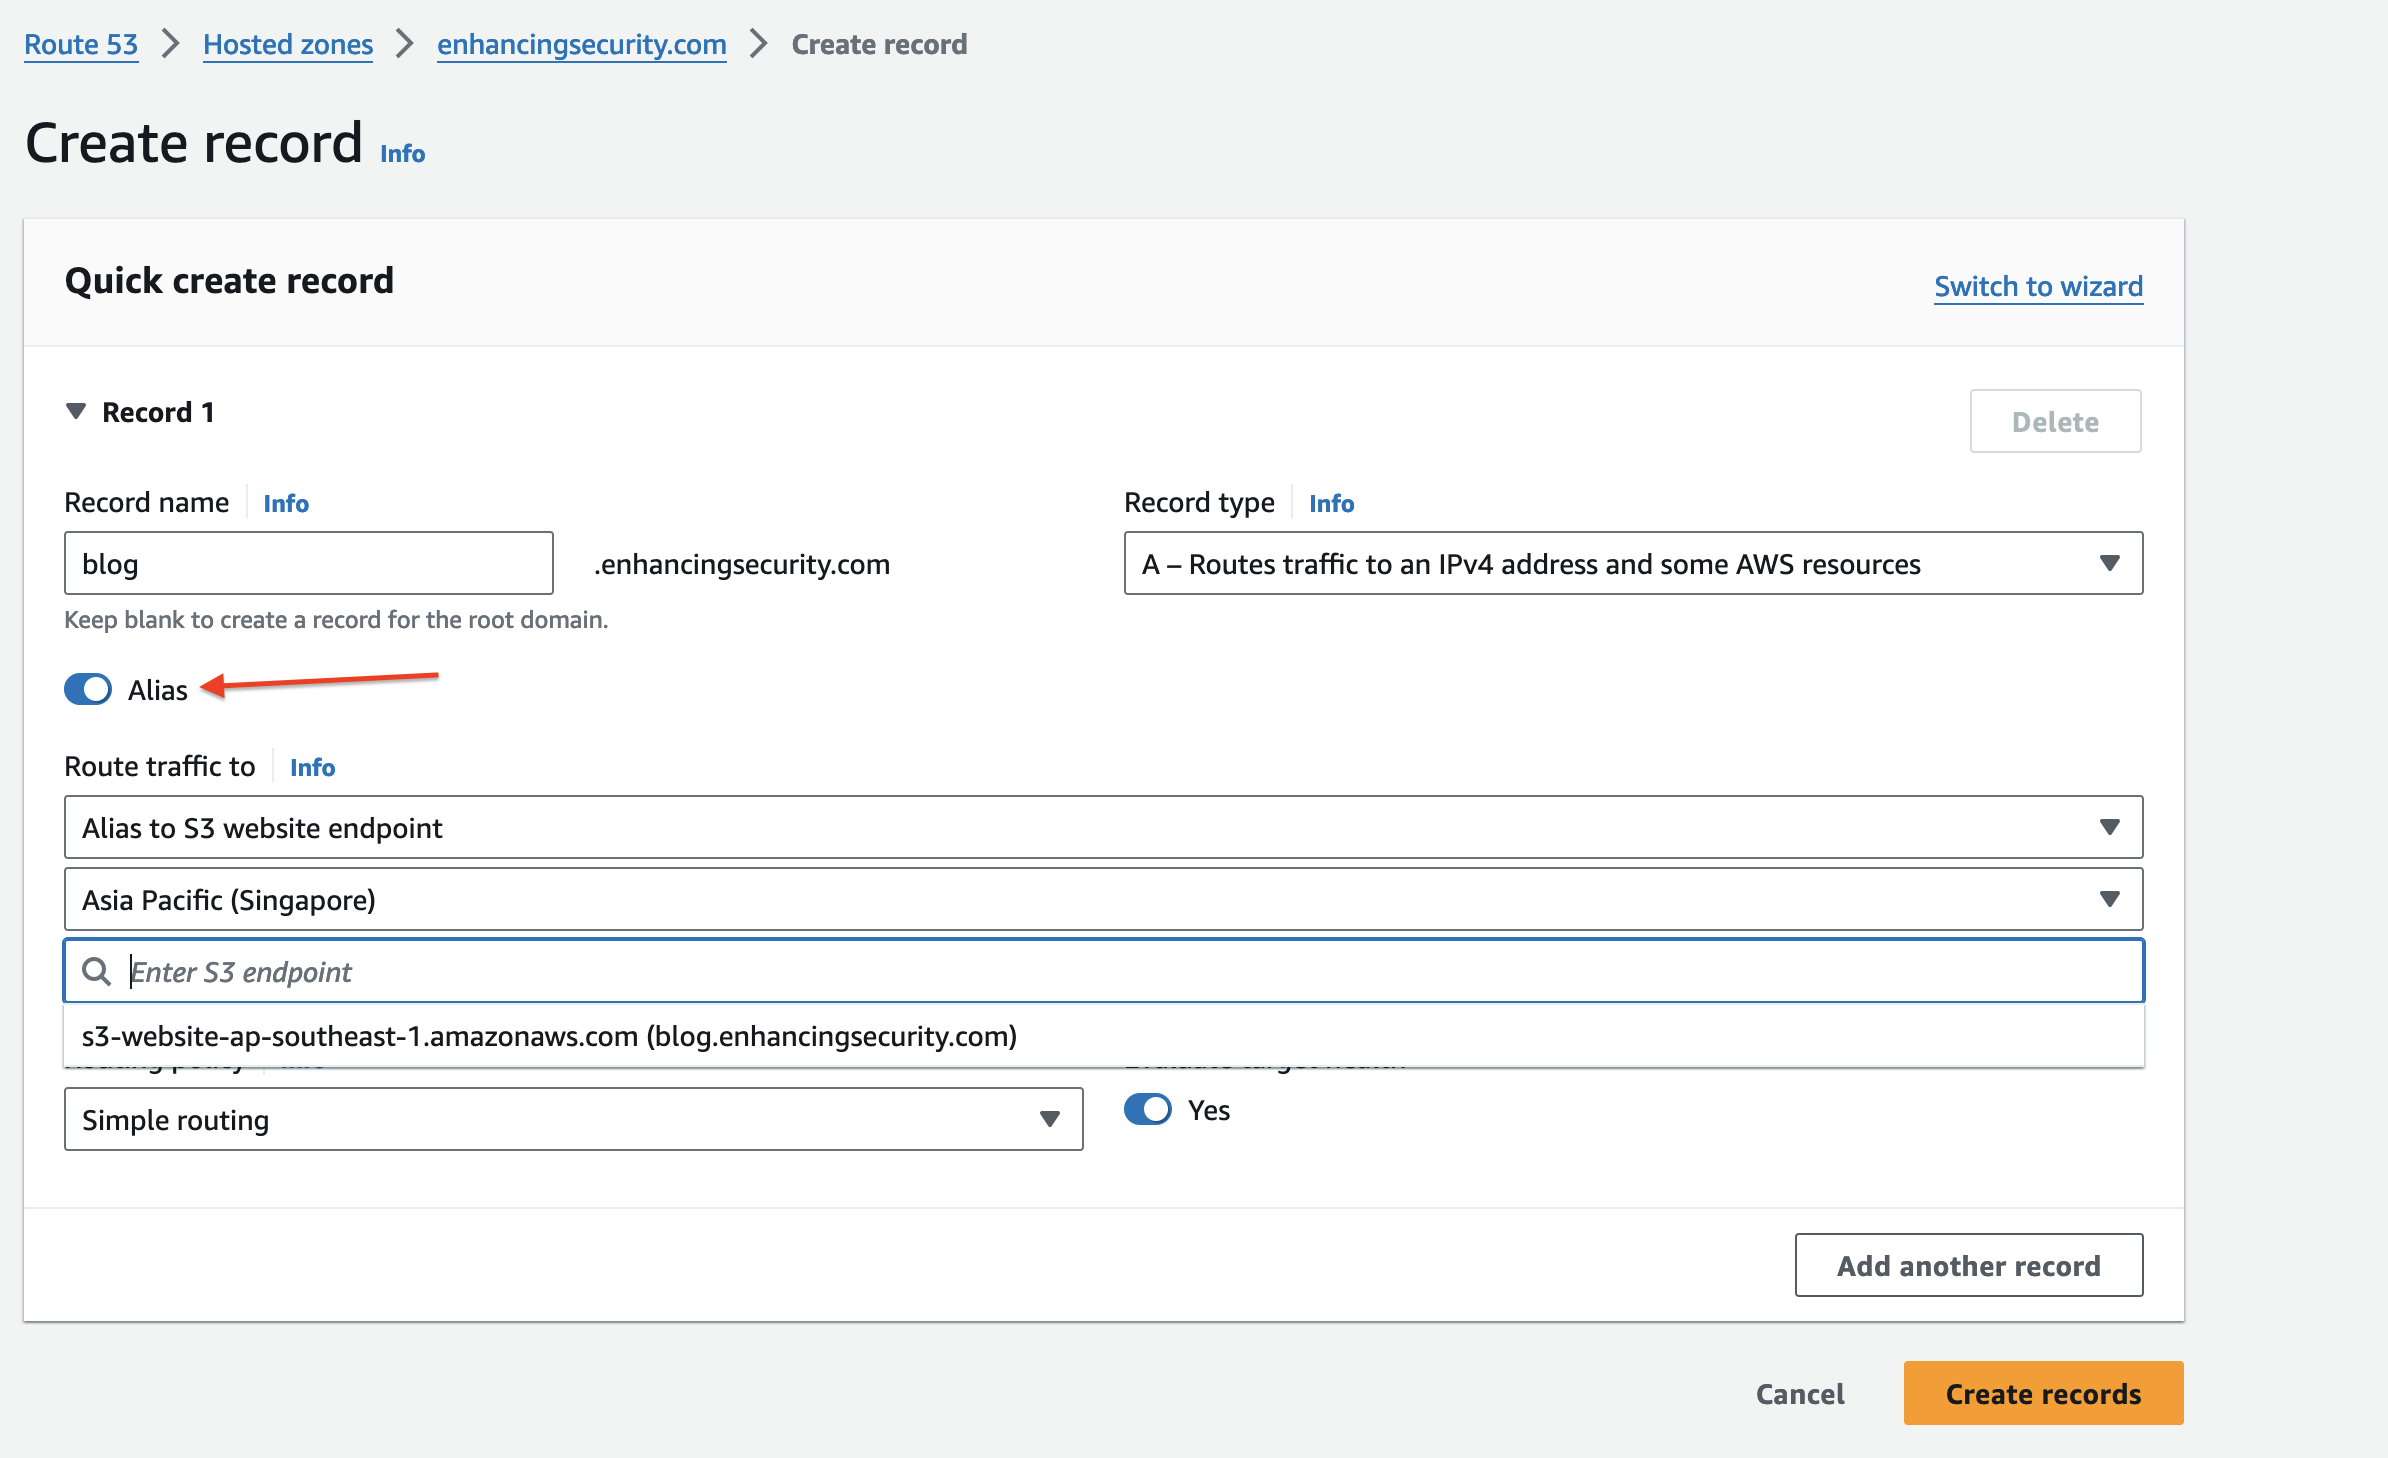 Route 53 > Hosted zones > enhancingsecurity.com > Create record
Create record Info
Quick create record
Switch to wizard
Record 1
Delete
Record name Info
Record type Info
blog
.enhancingsecurity.com
A – Routes traffic to an IPv4 address and some AWS resources
Keep blank to create a record for the root domain.
Alias
Route traffic to Info
Alias to S3 website endpoint
Asia Pacific (Singapore)
Enter S3 endpoint
s3-website-ap-southeast-1.amazonaws.com (blog.enhancingsecurity.com)
Simple routing
Yes
Add another record
Cancel
Create records